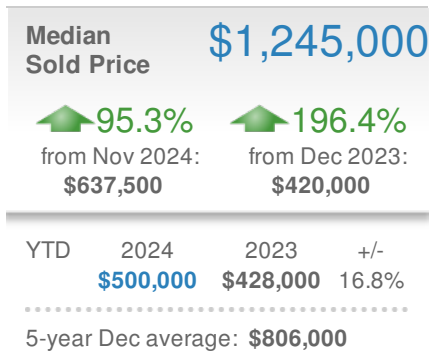 Median $1,245,000
Sold Price
95.3% 196.4%
from Nov 2024: from Dec 2023:
$637,500 $420,000
YTD 2024 2023 +/-
$500,000 $428,000 16.8%
5-year Dec average: $806,000